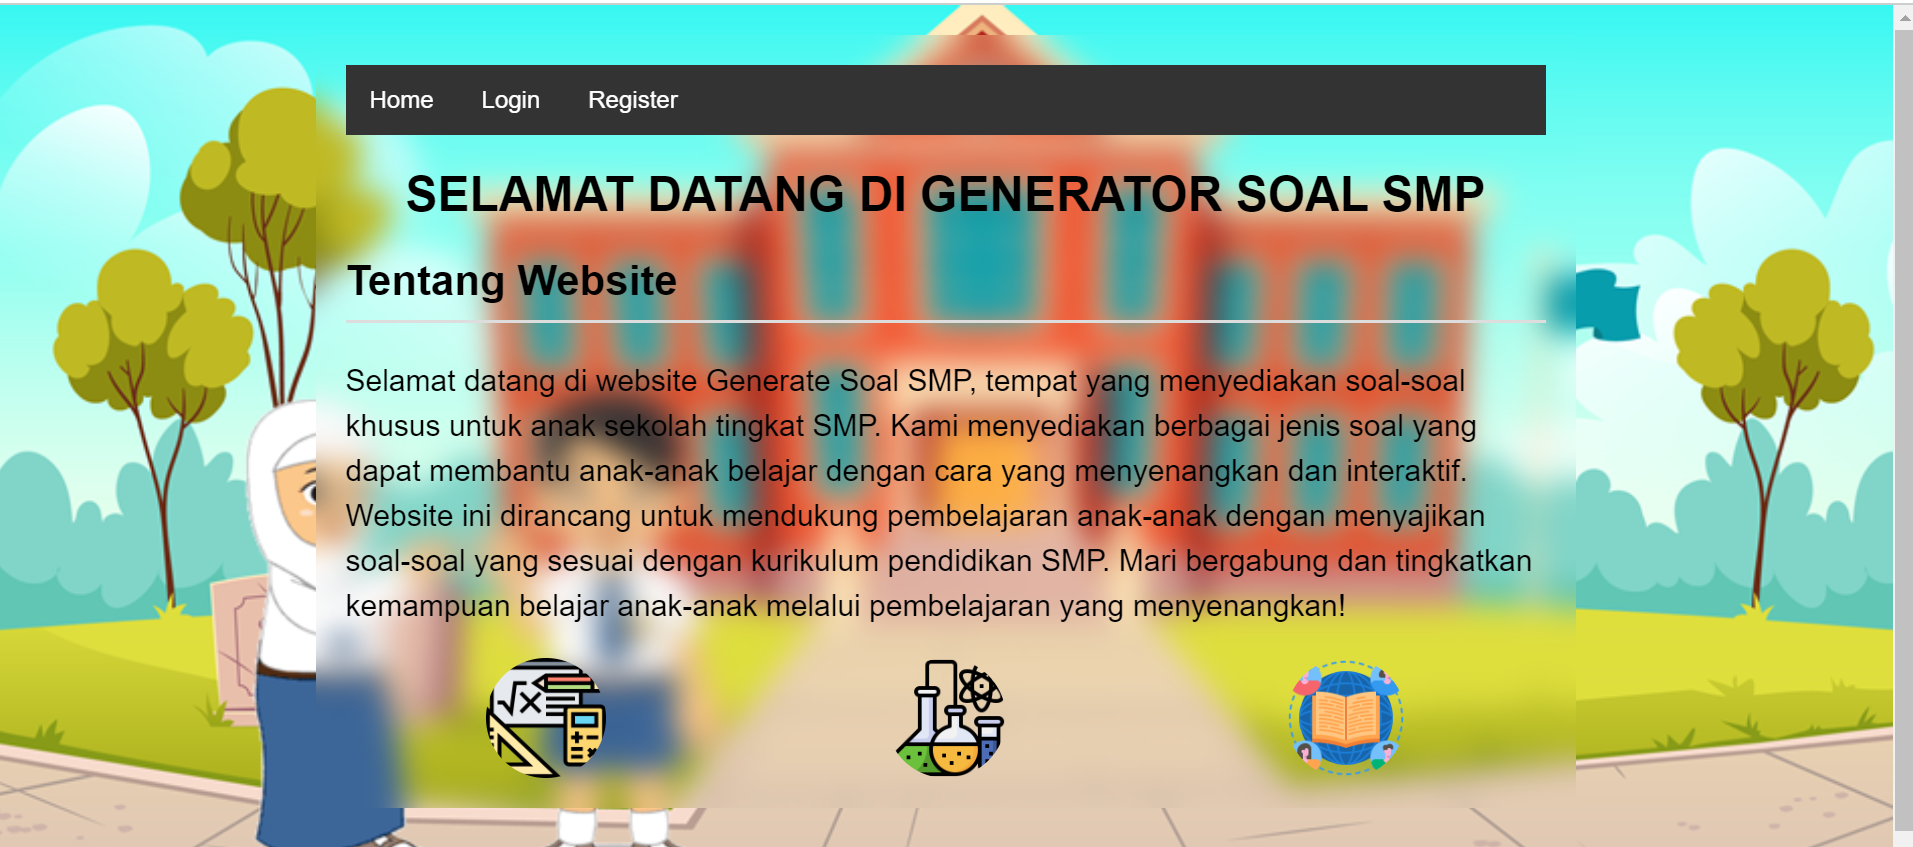 Home Login Register
SELAMAT DATANG DI GENERATOR SOAL SMP
Tentang Website
Selamat datang di website Generate Soal SMP, tempat yang menyediakan soal-soal
khusus untuk anak sekolah tingkat SMP. Kami menyediakan berbagai jenis soal yang
dapat membantu anak-anak belajar dengan cara yang menyenangkan dan interaktif.
Website ini dirancang untuk mendukung pembelajaran anak-anak dengan menyajikan
soal-soal yang sesuai dengan kurikulum pendidikan SMP. Mari bergabung dan tingkatkan
kemampuan belajar anak-anak melalui pembelajaran yang menyenangkan!